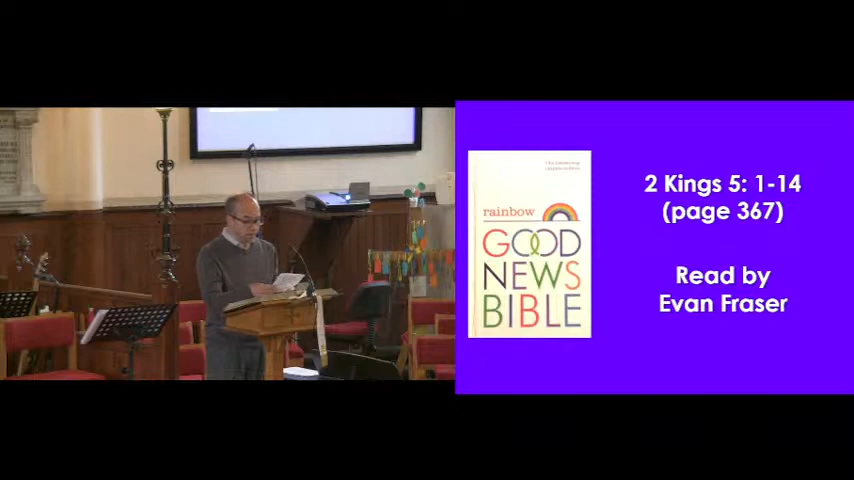 rainbow
GOOD
NEWS
BIBLE
2 Kings 5: 1-14
(page 367)
Read by
Evan Fraser